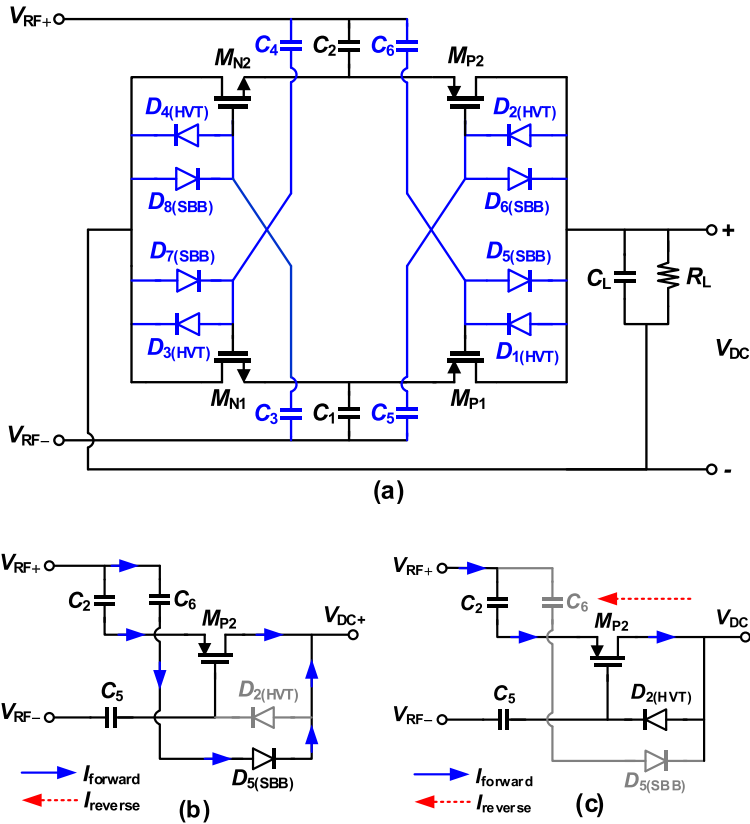 VRF+
C4
C2
C6
MN2
MP2
D4(HVT)
D2(HVT)
D8(SBB)
D6(SBB)
D7(SBB)
D5(SBB)
D3(HVT)
D1(HVT)
CL
RL
+
VDC
MN1
MP1
C3
C1
C5
VRF−
-
(a)
VRF+
C2
C6
MP2
VDC+
D2(HVT)
C5
VRF−
D5(SBB)
Iforward
Ireverse
(b)
VRF+
C2
C6
MP2
VDC
D2(HVT)
C5
VRF−
D5(SBB)
Iforward
Ireverse
(c)